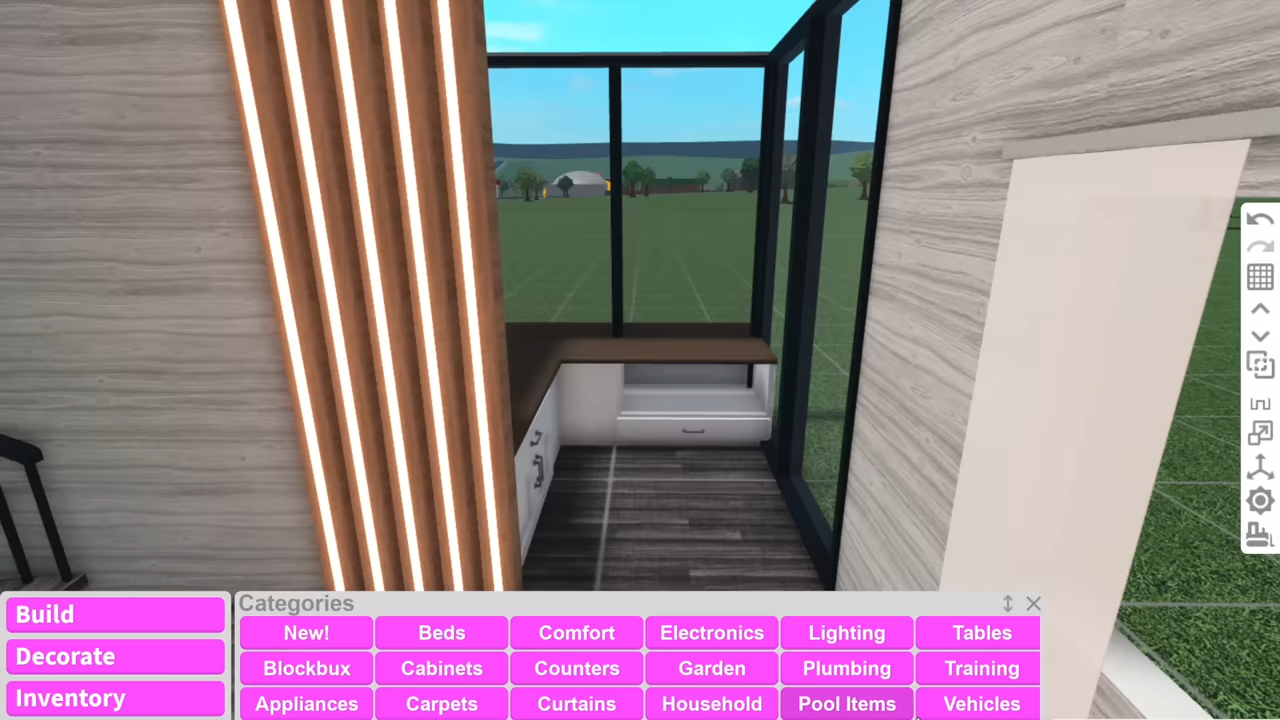 Build
Decorate
Inventory
Categories
New!
Beds
Comfort
Electronics
Lighting
Tables
Blockbux
Cabinets
Counters
Garden
Plumbing
Training
Appliances
Carpets
Curtains
Household
Pool Items
Vehicles